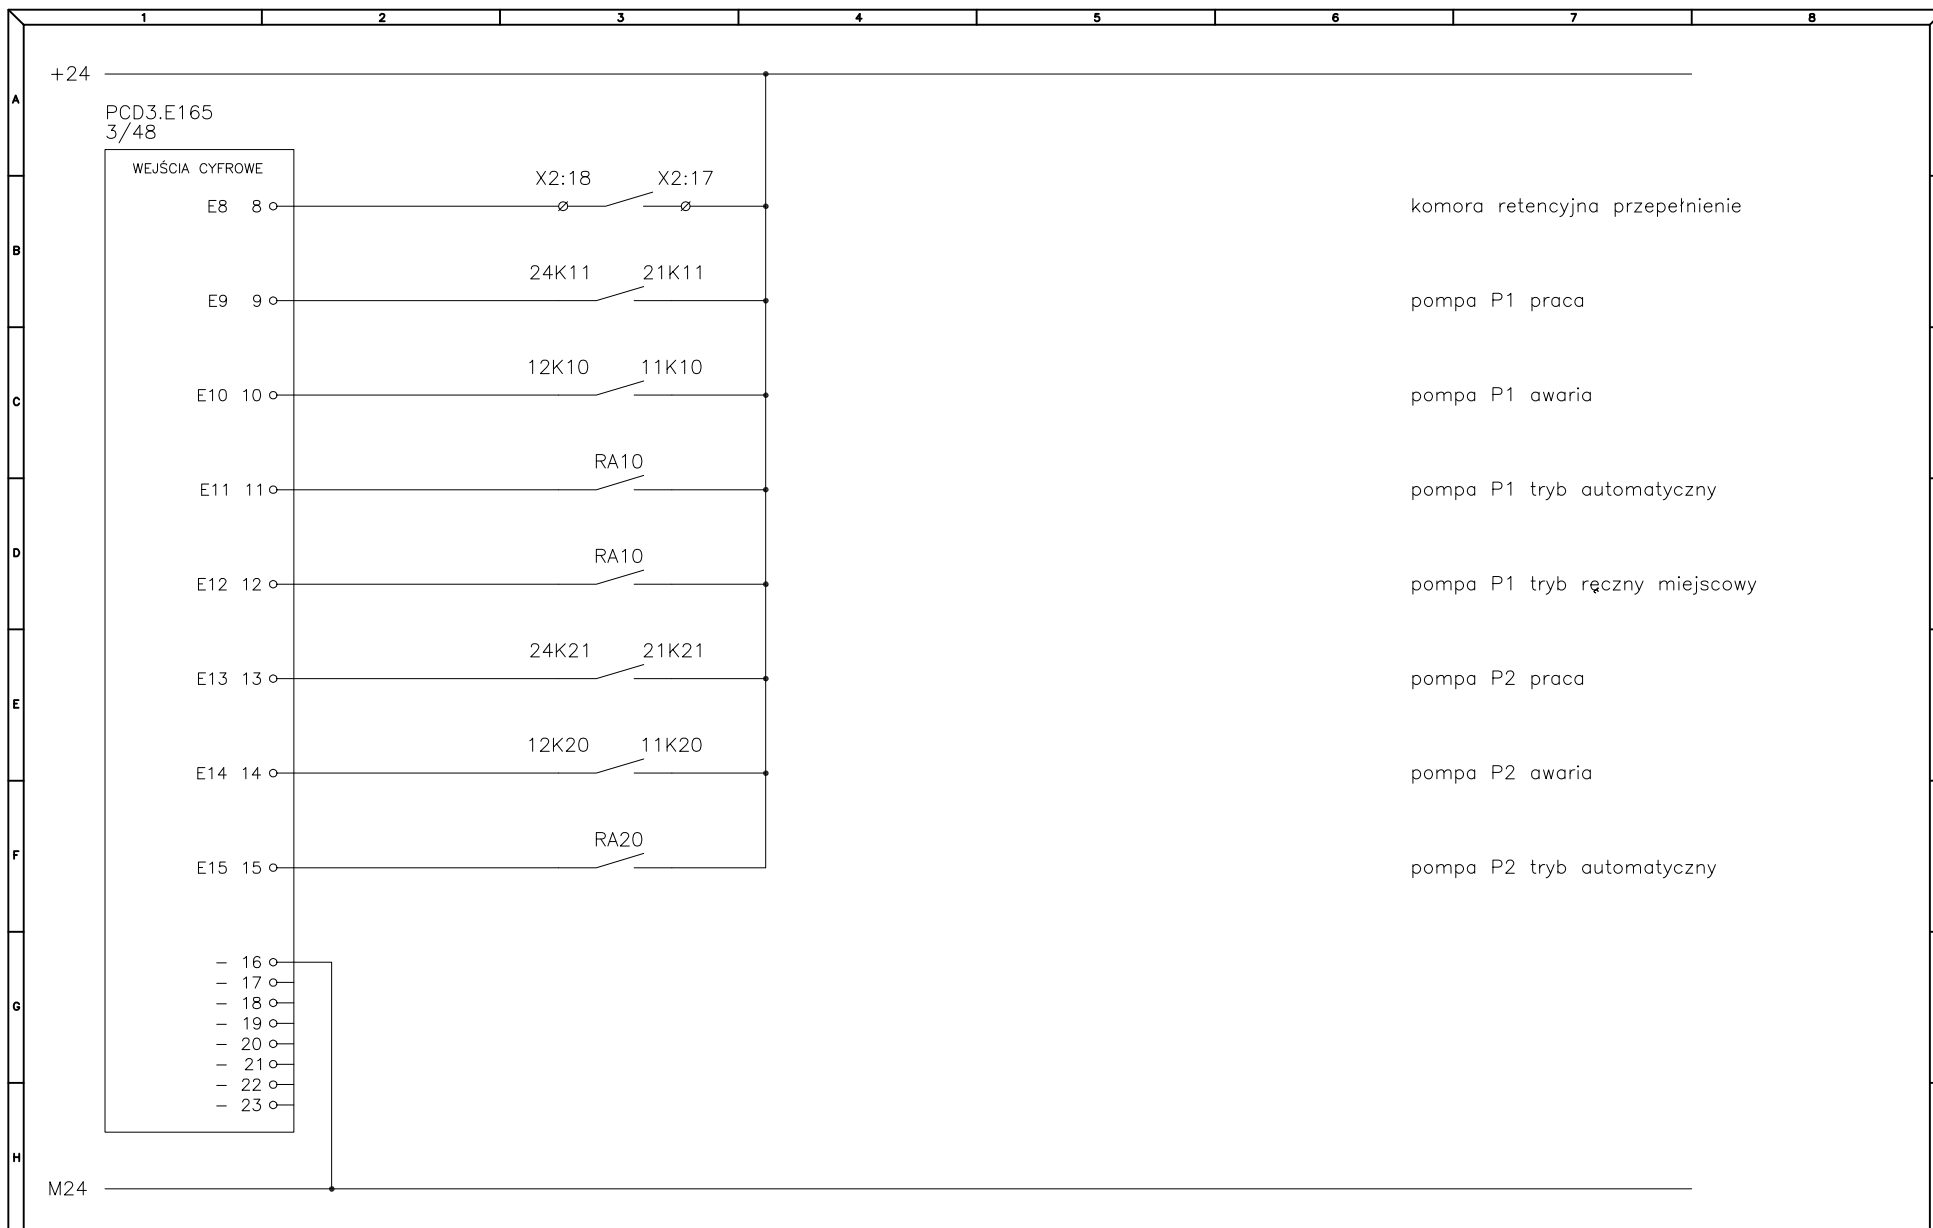 1 2 3 4 5 6 7 8
+24
A
PCD3.E165
3/48
WEJŚCIA CYFROWE
X2:18 X2:17
E8 8 komora retencyjna przepełnienie
B
24K11 21K11
E9 9 pompa P1 praca
12K10 11K10
E10 10 pompa P1 awaria
C
RA10
E11 11 pompa P1 tryb automatyczny
D
RA10
E12 12 pompa P1 tryb ręczny miejscowy
24K21 21K21
E13 13 pompa P2 praca
E
12K20 11K20
E14 14 pompa P2 awaria
RA20
F
E15 15 pompa P2 tryb automatyczny
- 16
- 17
- 18
G
- 19
- 20
- 21
- 22
- 23
H
M24